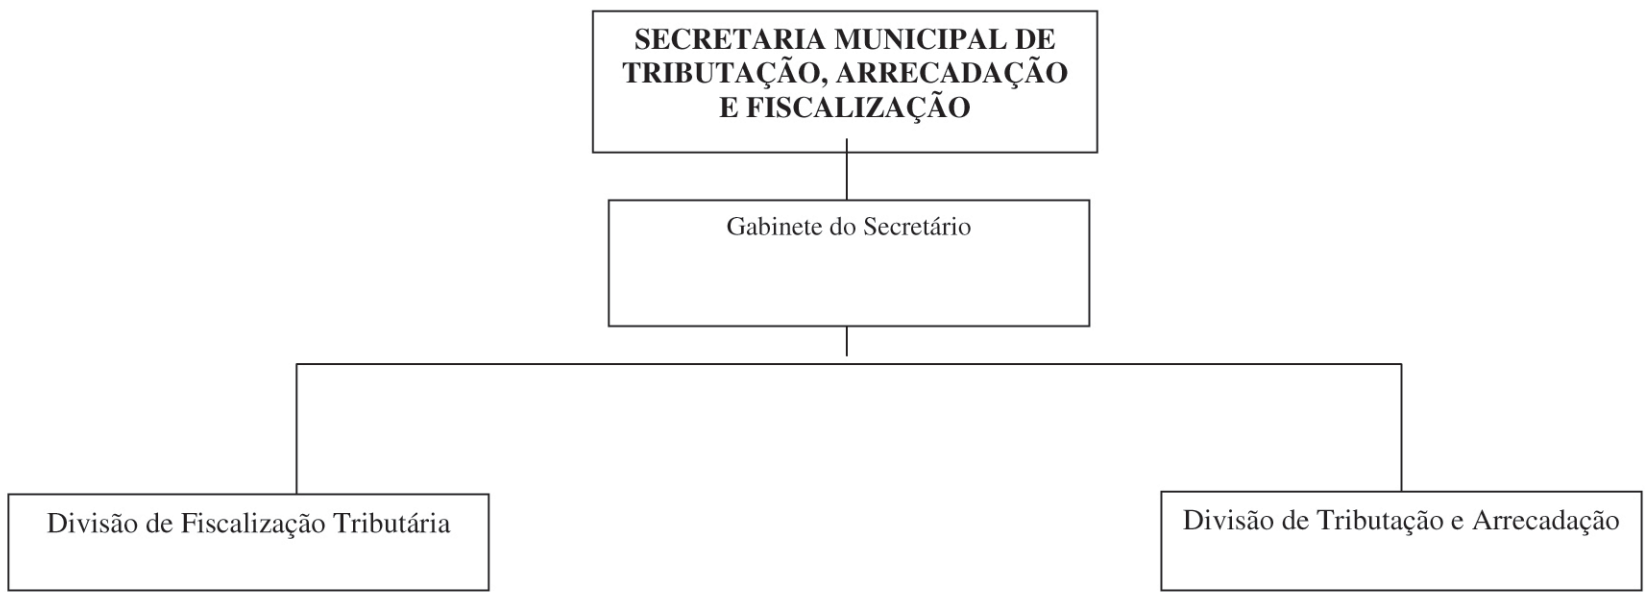 SECRETARIA MUNICIPAL DE
TRIBUTAÇÃO, ARRECADAÇÃO
E FISCALIZAÇÃO
Gabinete do Secretário
Divisão de Fiscalização Tributária
Divisão de Tributação e Arrecadação